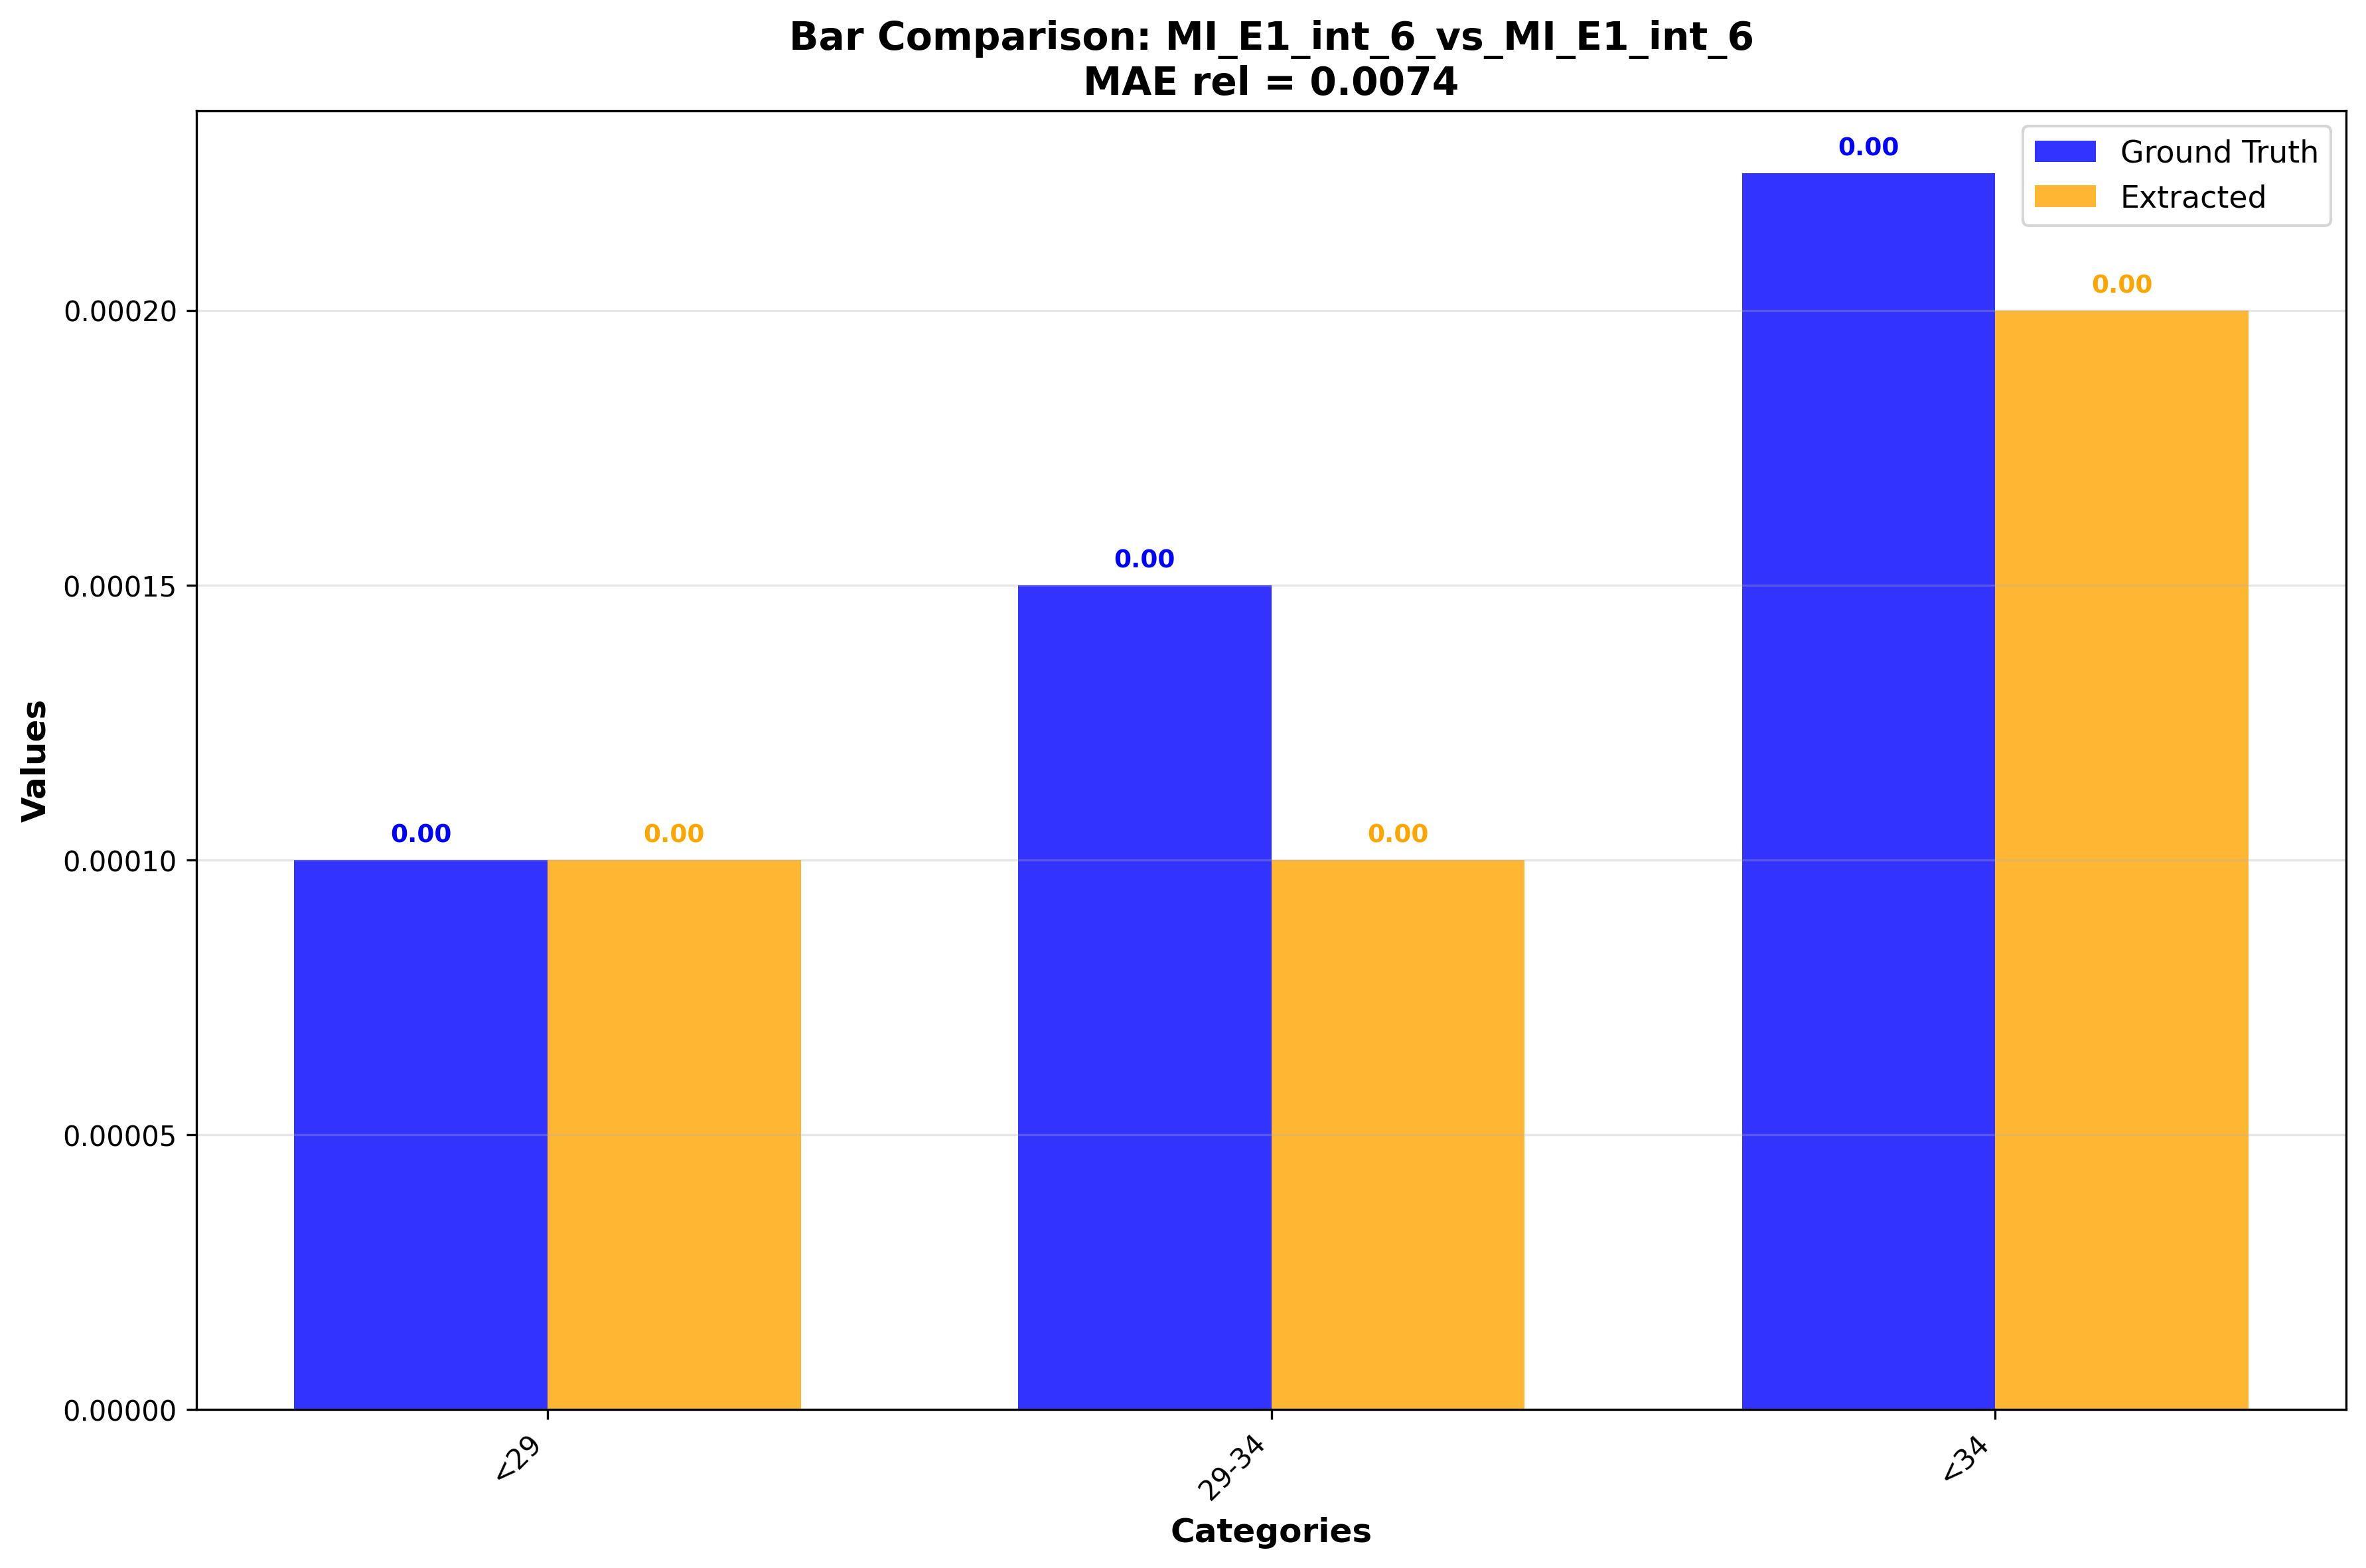 Bar Comparison: MI_E1_int_6_vs_MI_E1_int_6
MAE rel = 0.0074
Ground Truth
Extracted
0.00
0.00
0.00
0.00
0.00
0.00
0.00020
0.00015
0.00010
0.00005
0.00000
Values
<29
29-34
<34
Categories